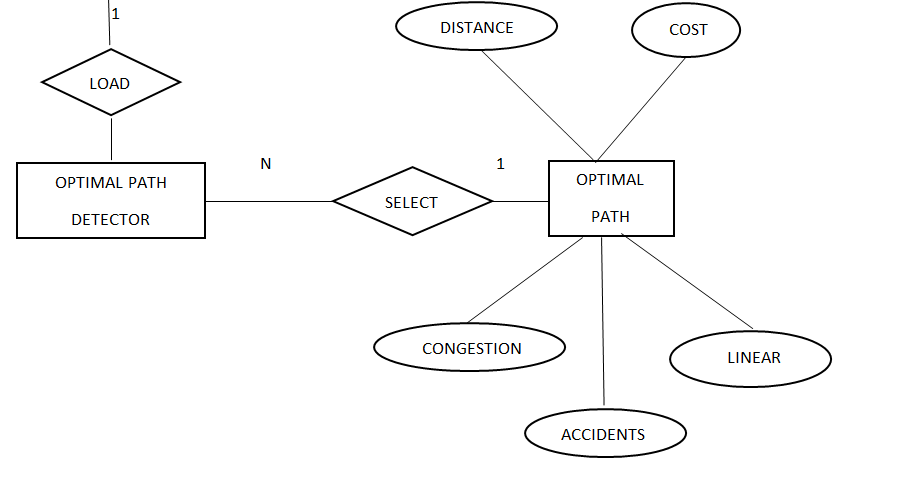 1
DISTANCE
COST
LOAD
N
1
OPTIMAL PATH
DETECTOR
SELECT
OPTIMAL
PATH
CONGESTION
LINEAR
ACCIDENTS